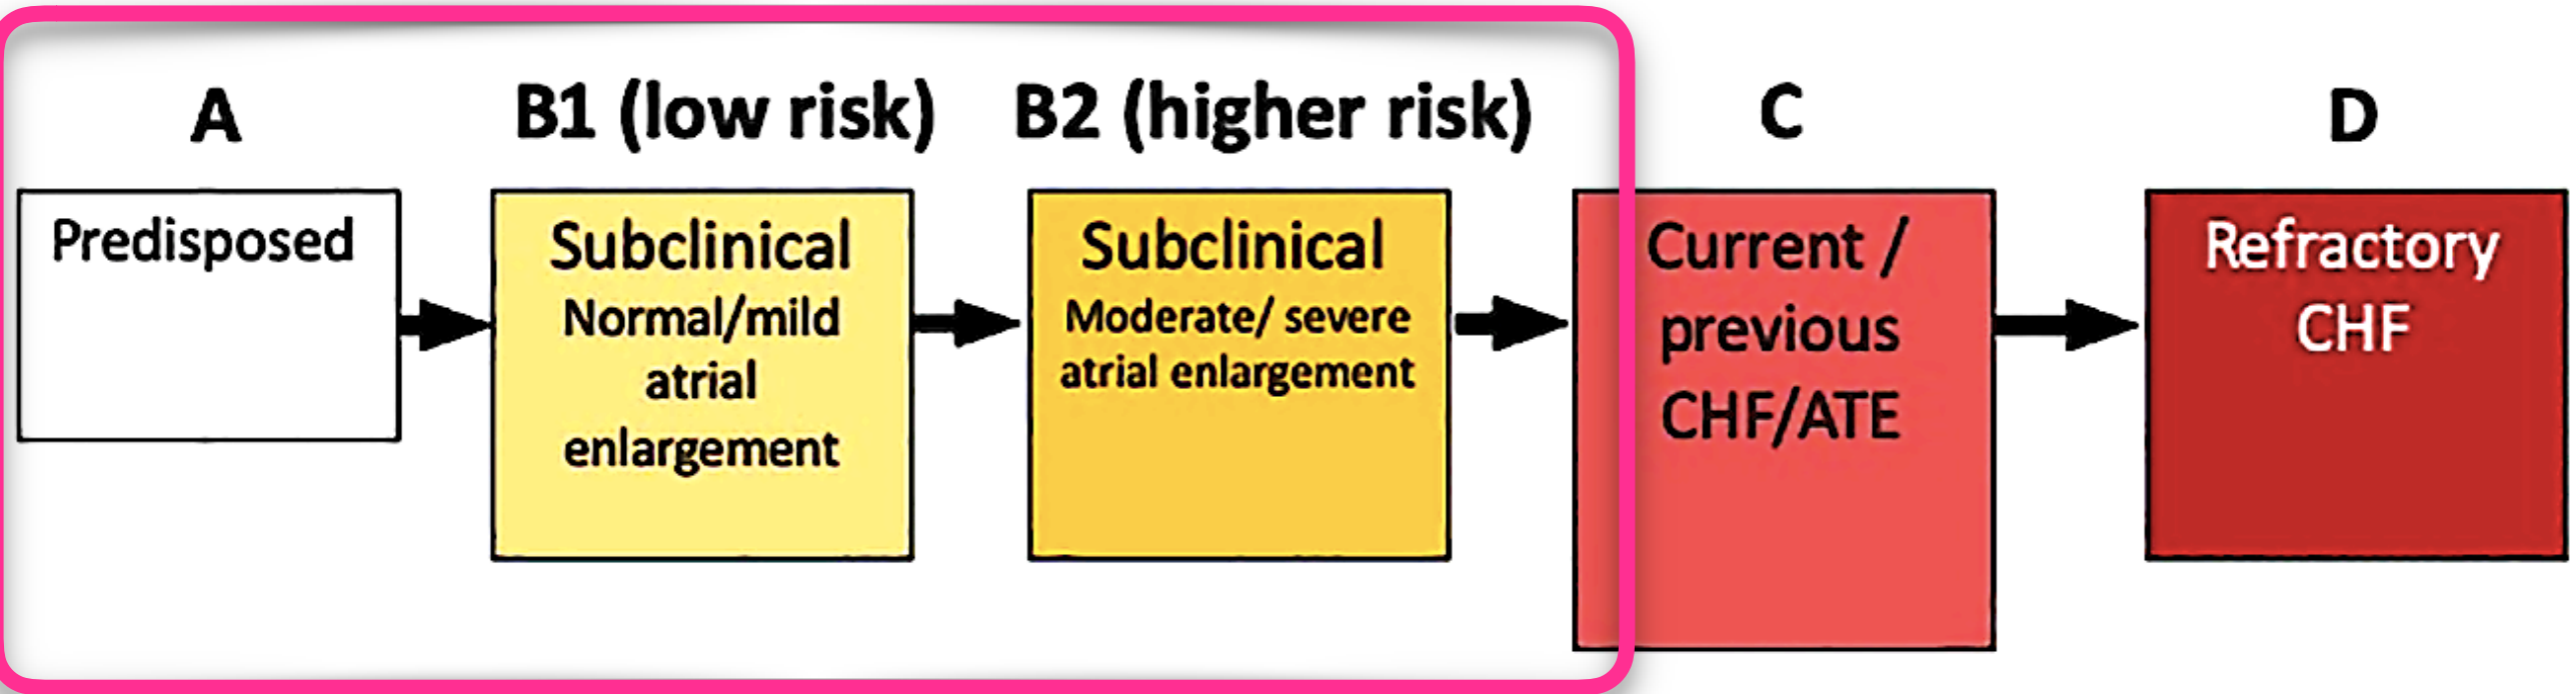 A
B1 (low risk)
B2 (higher risk)
C
D
Predisposed
Subclinical
Normal/mild
atrial
enlargement
Subclinical
Moderate/ severe
atrial enlargement
Current /
previous
CHF/ATE
Refractory
CHF